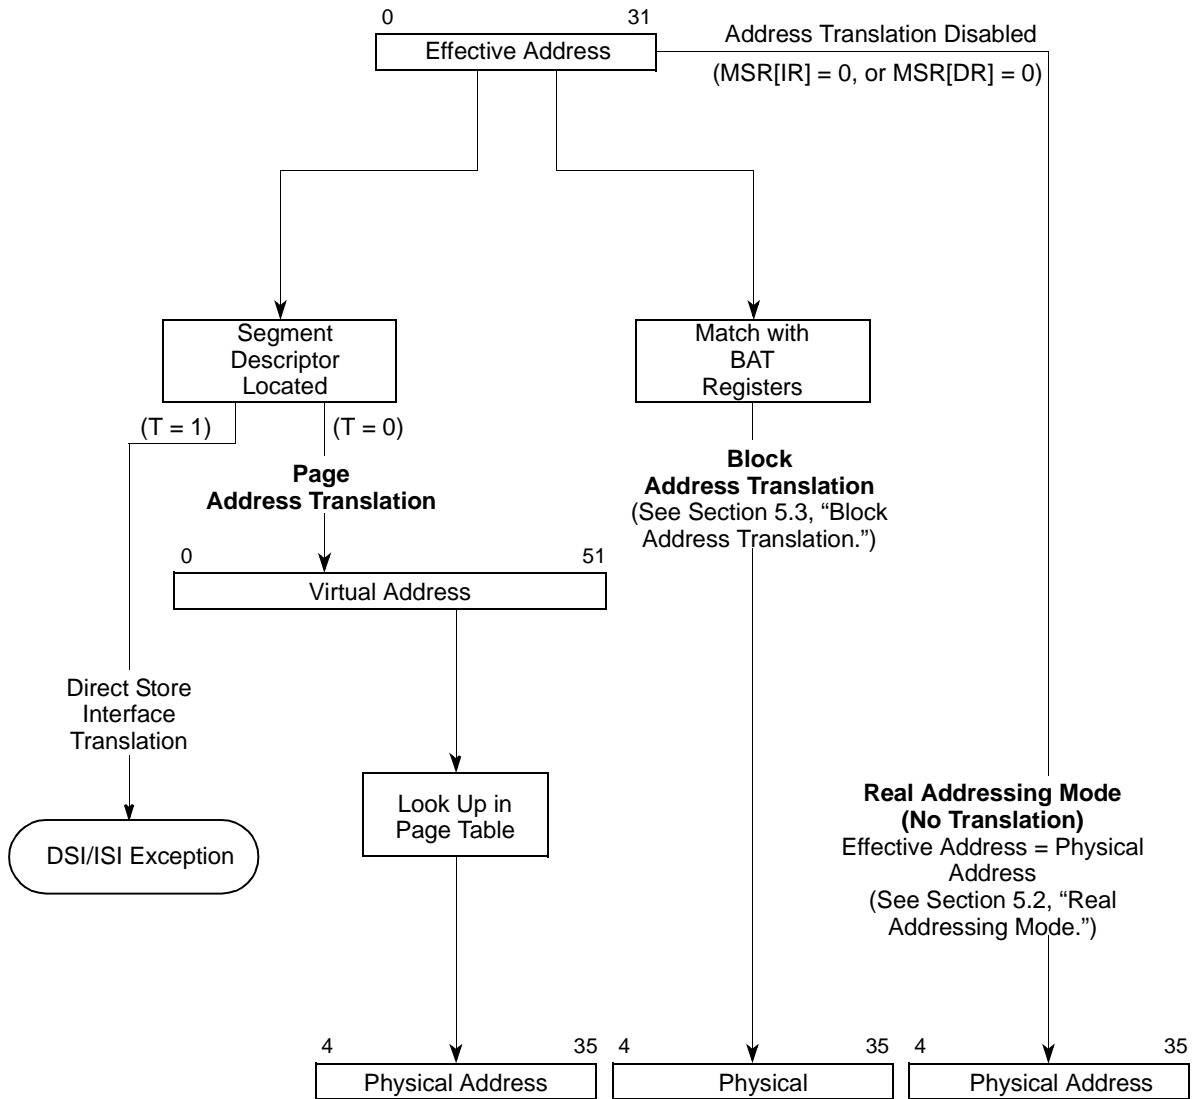 0 31
Effective Address
Address Translation Disabled
(MSR[IR] = 0, or MSR[DR] = 0)
Segment
Descriptor
Located
Match with
BAT
Registers
(T = 1)
(T = 0)
Page
Address Translation
Block
Address Translation
(See Section 5.3, “Block
Address Translation.”)
0 51
Virtual Address
Direct Store
Interface
Translation
DSI/ISI Exception
Look Up in
Page Table
Real Addressing Mode
(No Translation)
Effective Address = Physical
Address
(See Section 5.2, “Real
Addressing Mode.”)
4 35
Physical Address
4 35
Physical
4 35
Physical Address